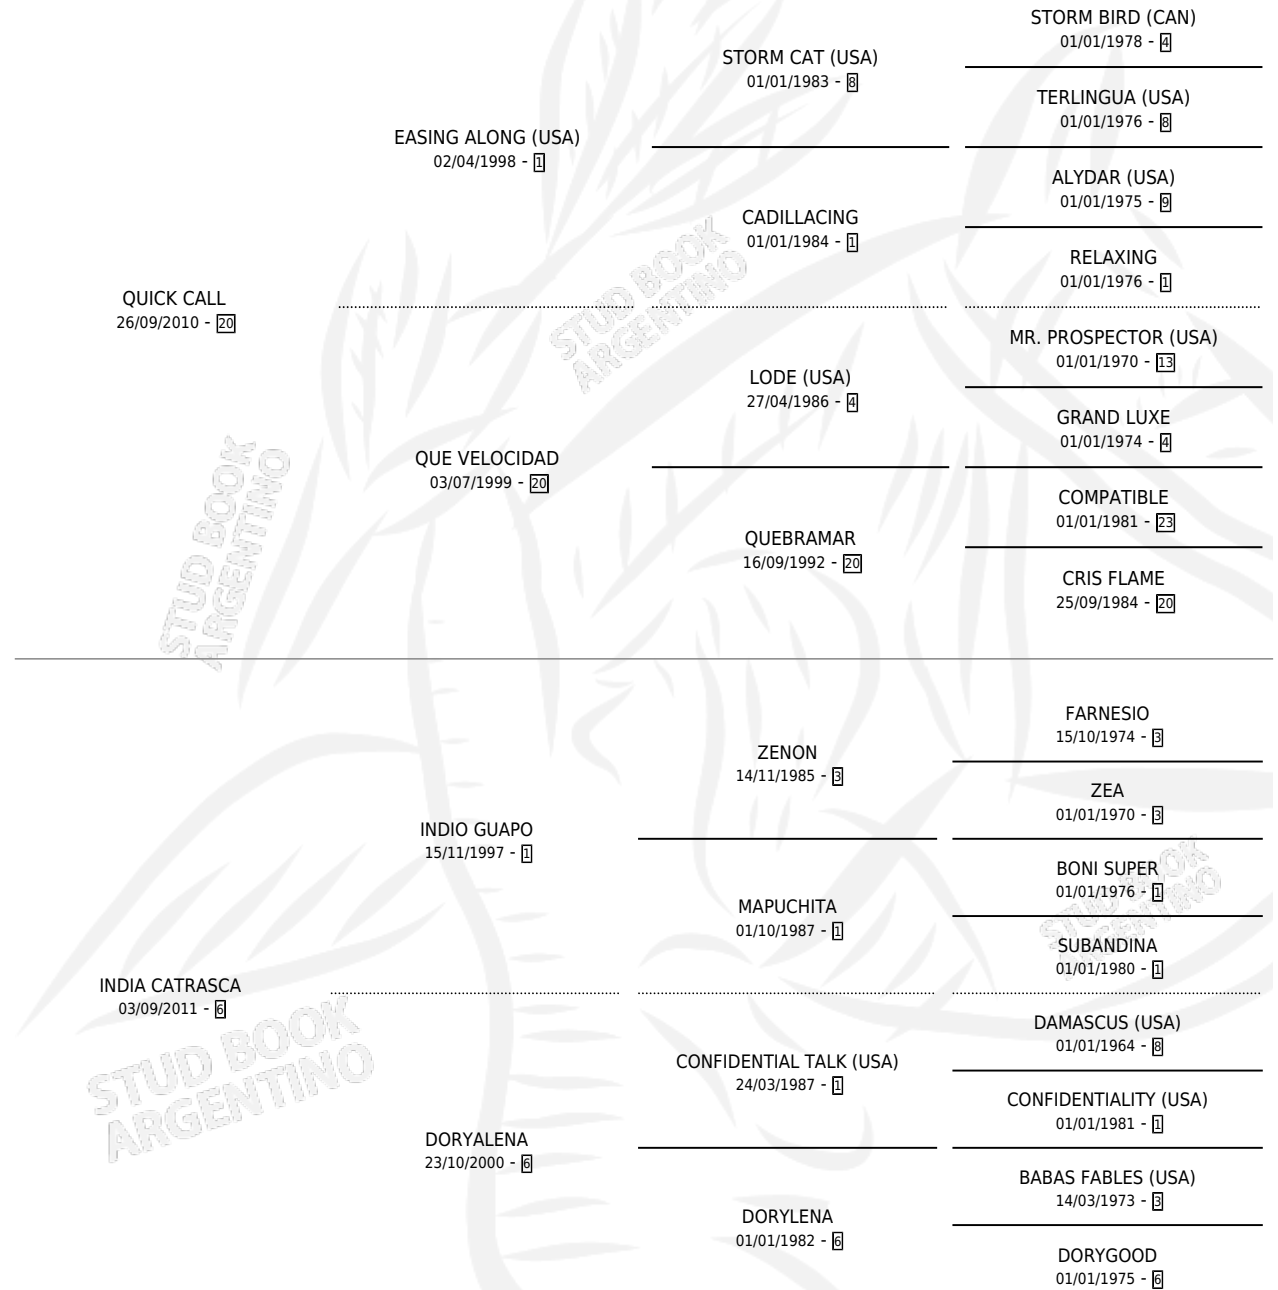 STORM BIRD (CAN)
01/01/1978 - 4
STORM CAT (USA)
01/01/1983 - 8
TERLINGUA (USA)
01/01/1976 - 8
EASING ALONG (USA)
02/04/1998 - 1
ALYDAR (USA)
01/01/1975 - 9
CADILLACING
01/01/1984 - 1
RELAXING
01/01/1976 - 1
QUICK CALL
26/09/2010 - 20
MR. PROSPECTOR (USA)
01/01/1970 - 13
LODE (USA)
27/04/1986 - 4
GRAND LUXE
01/01/1974 - 4
QUE VELOCIDAD
03/07/1999 - 20
COMPATIBLE
01/01/1981 - 23
QUEBRAMAR
16/09/1992 - 20
CRIS FLAME
25/09/1984 - 20
FARNESIO
15/10/1974 - 3
ZENON
14/11/1985 - 3
ZEA
01/01/1970 - 3
INDIO GUAPO
15/11/1997 - 1
BONI SUPER
01/01/1976 - 1
MAPUCHITA
01/10/1987 - 1
SUBANDINA
01/01/1980 - 1
INDIA CATRASCA
03/09/2011 - 6
DAMASCUS (USA)
01/01/1964 - 8
CONFIDENTIAL TALK (USA)
24/03/1987 - 1
CONFIDENTIALITY (USA)
01/01/1981 - 1
DORYALENA
23/10/2000 - 6
BABAS FABLES (USA)
14/03/1973 - 3
DORYLENA
01/01/1982 - 6
DORYGOOD
01/01/1975 - 6
STUD BOOK
ARGENTINO
STUD BOOK
ARGENTINO
STUD BOOK
ARGENTINO
STUD BOOK
ARGENTINO